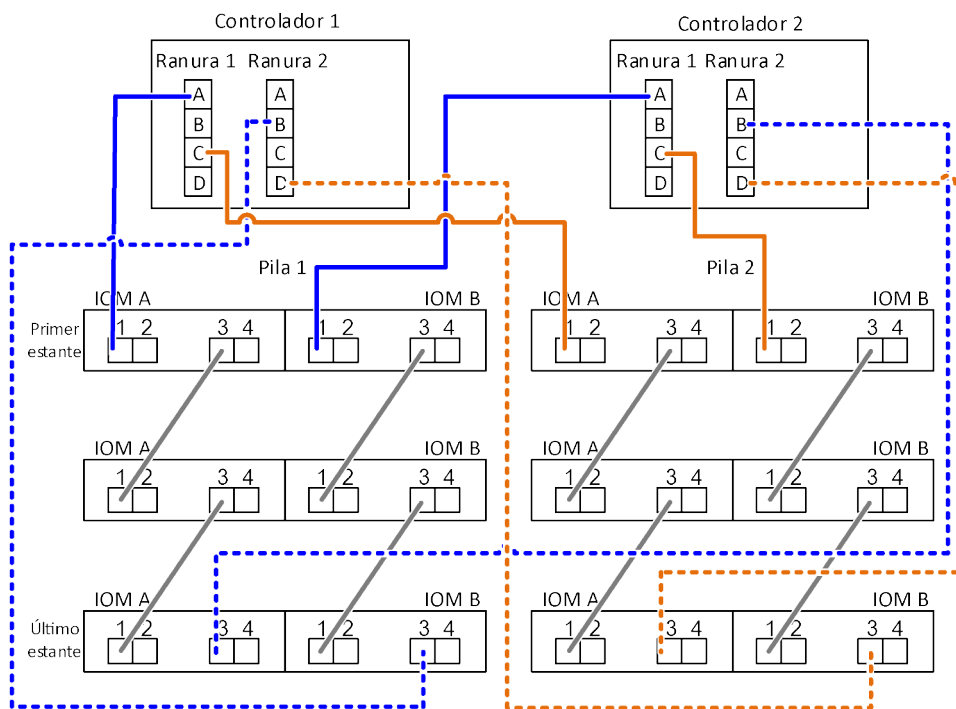 Controlador 1
Controlador 2
Ranura 1 Ranura 2
Ranura 1 Ranura 2
A A A A
B B B B
C C C C
D D D D
Pila 1
Pila 2
IOM A IOM B IOM A IOM B
Primer estante
1 2 3 4 1 2 3 4 1 2 3 4 1 2 3 4
IOM A IOM B IOM A IOM B
1 2 3 4 1 2 3 4 1 2 3 4 1 2 3 4
IOM A IOM B IOM A IOM B
Último estante
1 2 3 4 1 2 3 4 1 2 3 4 1 2 3 4